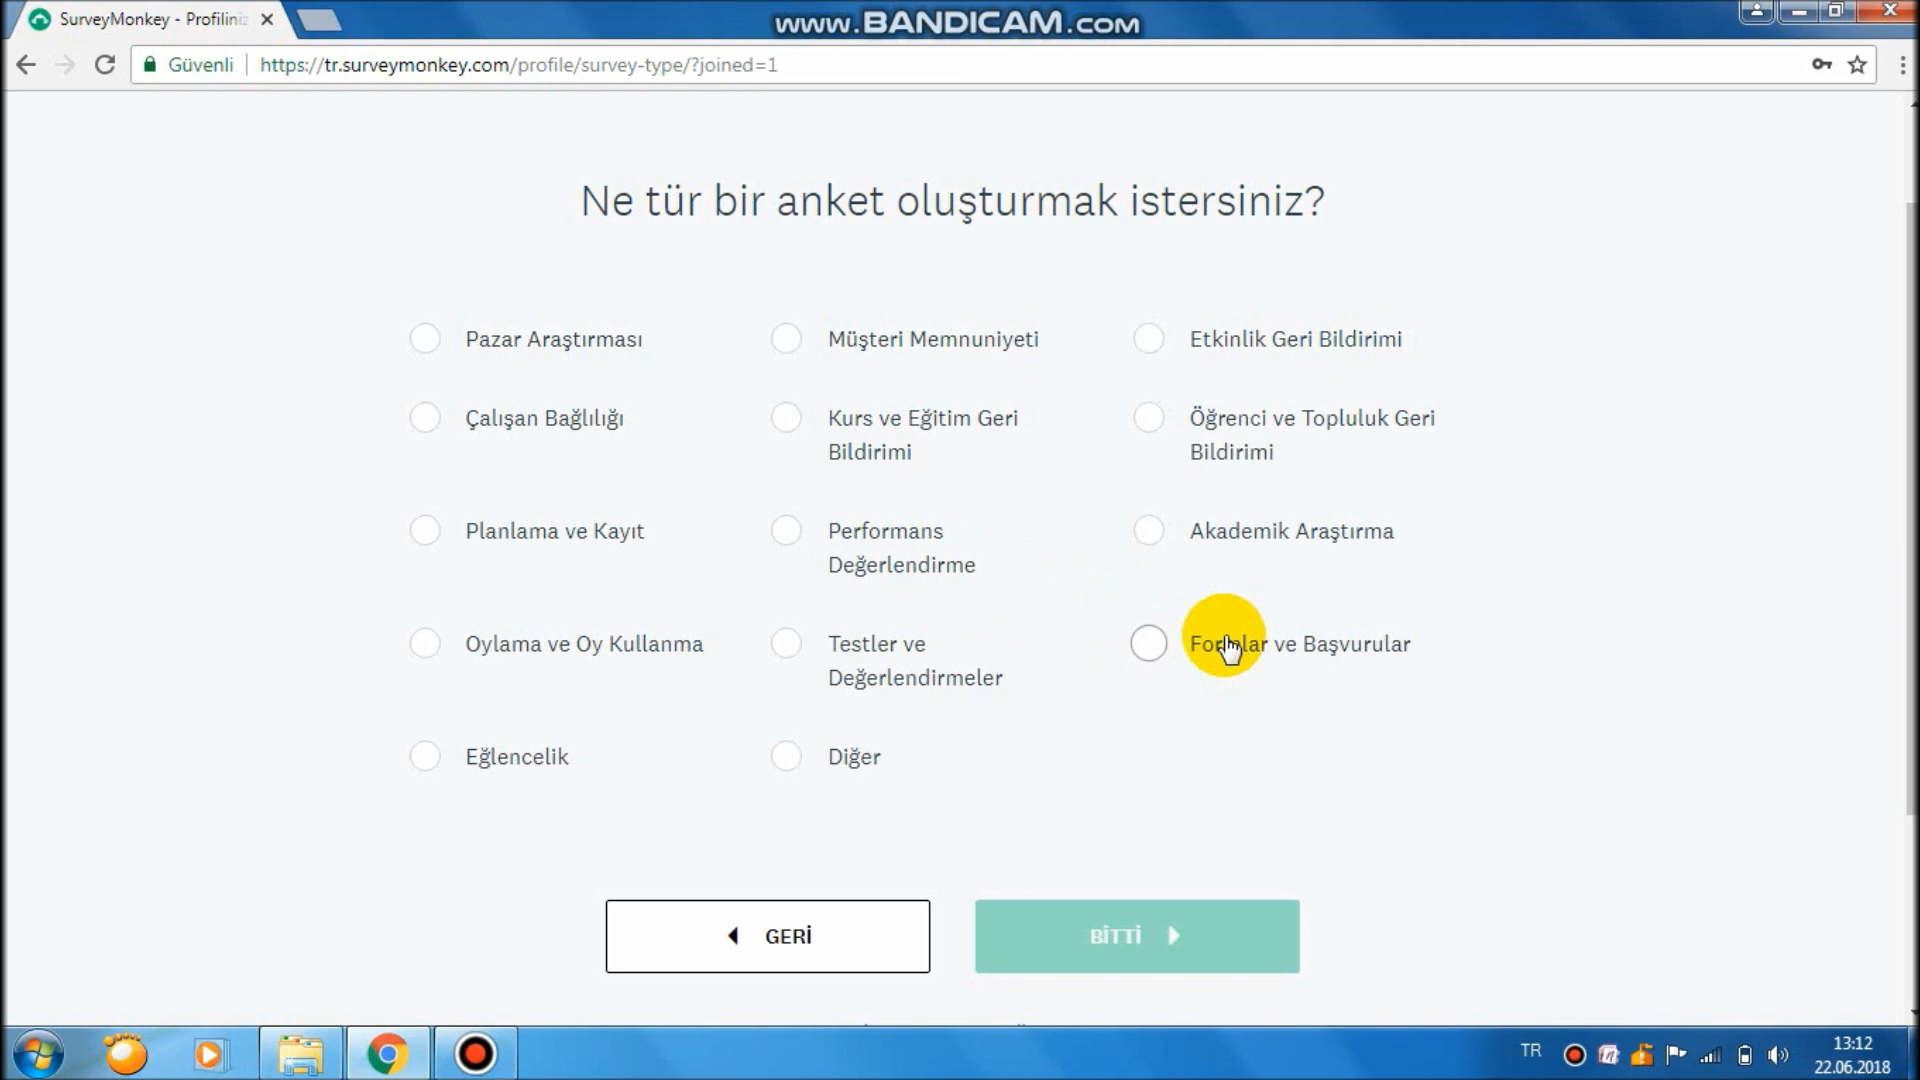 SurveyMonkey - Profiliniz
www.BANDICAM.com
Güvenli
https://tr.surveymonkey.com/profile/survey-type/?joined=1
Ne tür bir anket oluşturmak istersiniz?
Pazar Araştırması
Müşteri Memnuniyeti
Etkinlik Geri Bildirimi
Çalışan Bağlılığı
Kurs ve Eğitim Geri
Bildirimi
Öğrenci ve Topluluk Geri
Bildirimi
Planlama ve Kayıt
Performans
Değerlendirme
Akademik Araştırma
Oylama ve Oy Kullanma
Testler ve
Değerlendirmeler
Formlar ve Başvurular
Eğlencelik
Diğer
GERİ
BİTTİ
TR
13:12
22.06.2018